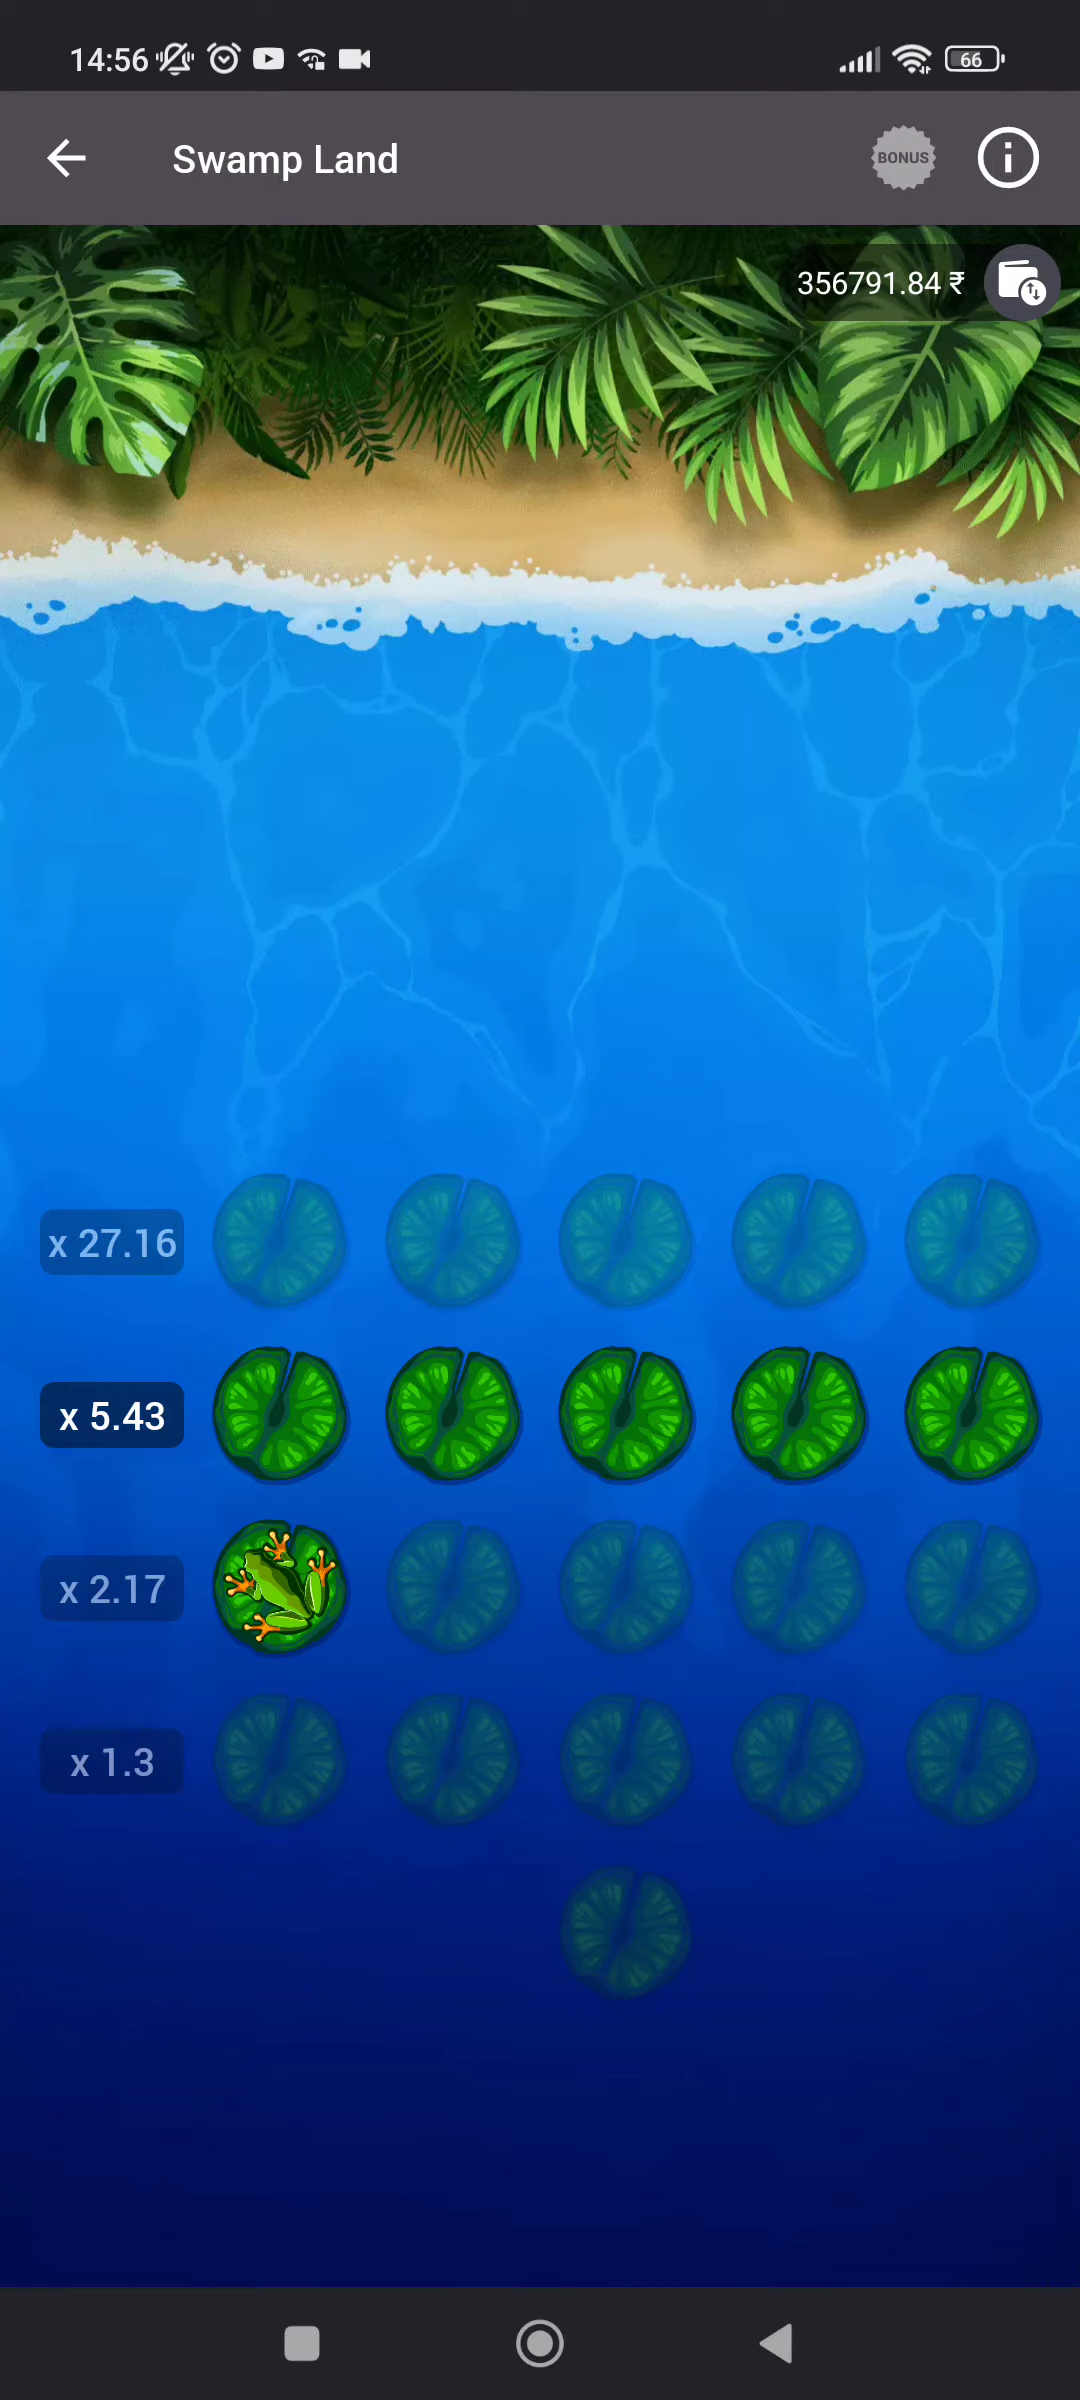 14:56
66
Swamp Land
BONUS
356791.84 ₹
x 27.16
x 5.43
x 2.17
x 1.3